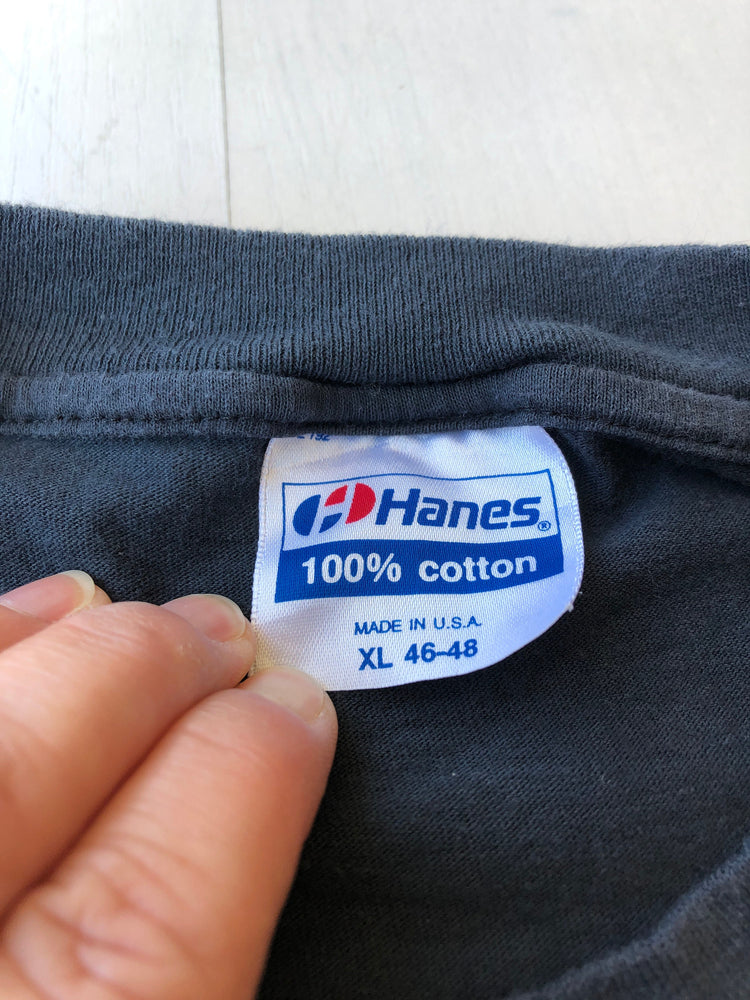 Hanes®
100% cotton
MADE IN U.S.A.
XL 46-48